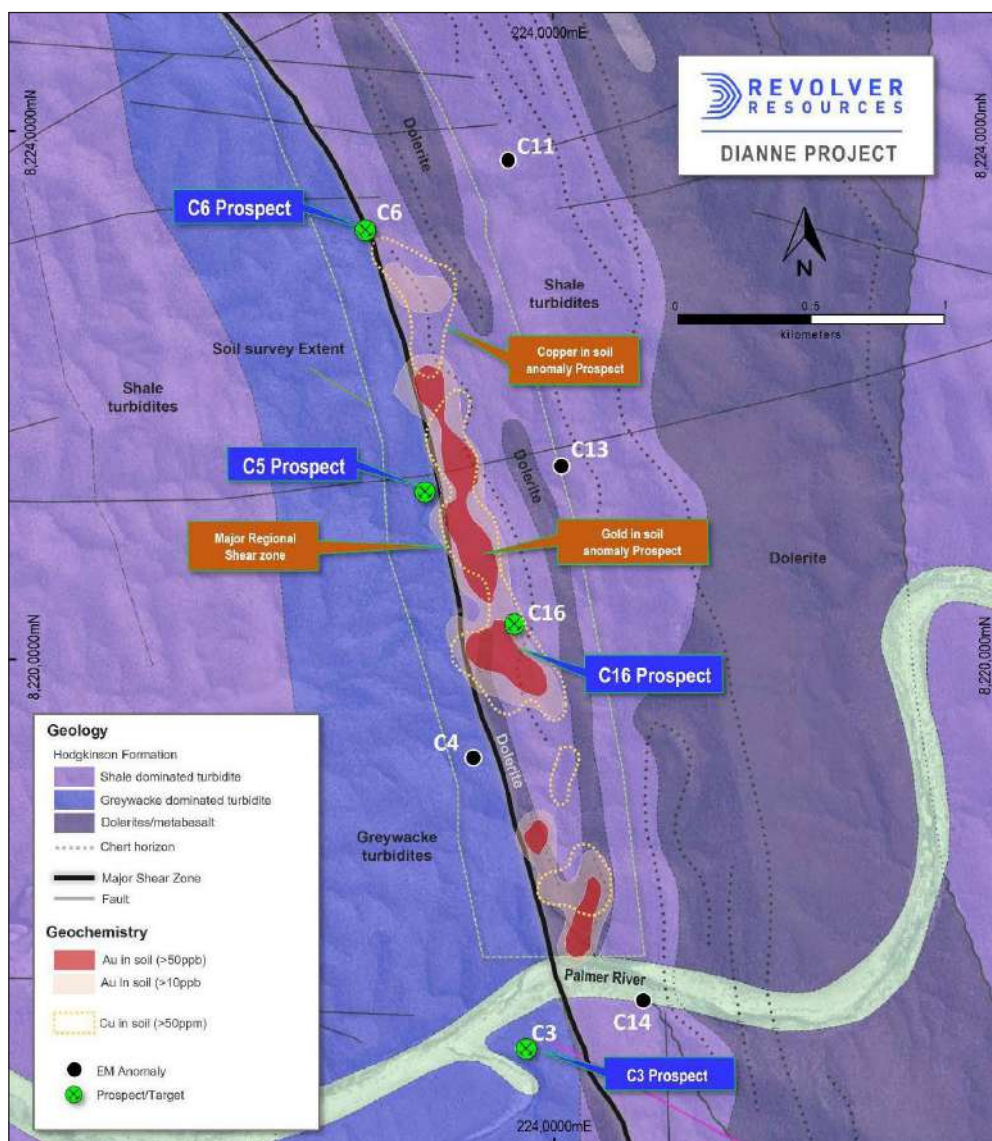 224,0000mE
8,224,0000mN
8,224,0000mN
REVOLVER
RESOURCES
DIANNE PROJECT
Dolerite
C11
C6 Prospect
C6
N
Shale
turbidites
0
0.5
1
kilometers
Soil survey Extent
Copper in soil
anomaly Prospect
Shale
turbidites
C5 Prospect
Dolerite
C13
Major Regional
Shear zone
Gold in soil
anomaly Prospect
Dolerite
C16
8,220,0000mN
8,220,000mN
C16 Prospect
C4
Dolerite
Greywacke
turbidites
Palmer River
C14
C3
C3 Prospect
224,0000mE
Geology
Hodgkinson Formation
Shale dominated turbidite
Greywacke dominated turbidite
Dolerites/metabasalt
Chert horizon
Major Shear Zone
Fault
Geochemistry
Au in soil (>50ppb)
Au In soil (>10ppb
Cu in soil (>50ppm)
EM Anomaly
Prospect/Target